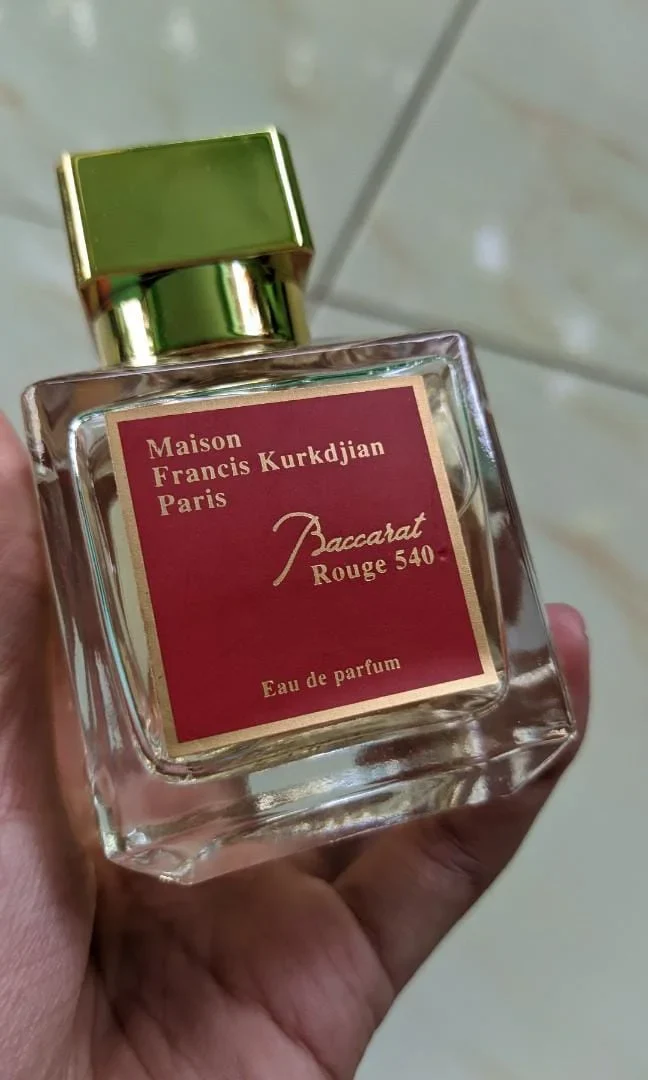 Maison
Francis Kurkdjian
Paris
Baccarat
Rouge 540
Eau de parfum